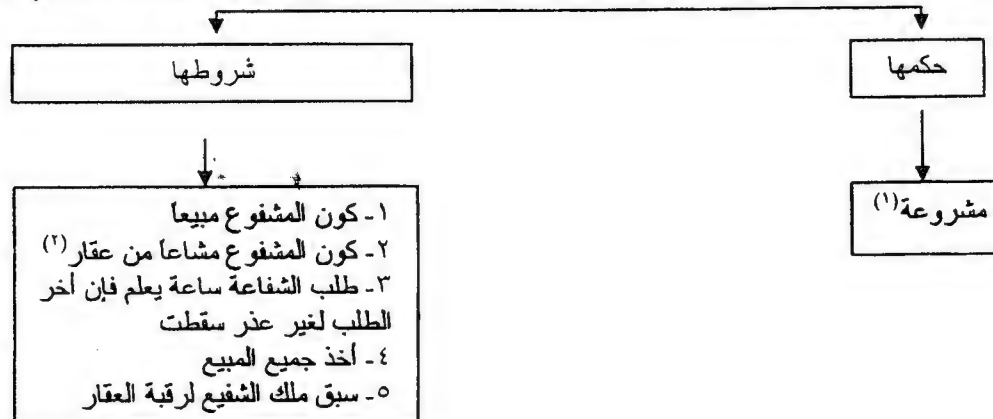 حكمها
شروطها
مشروعة(١)
١- كون المشفوع مبيعاً
٢- كون المشفوع مشاعاً من عقار(٢)
٣- طلب الشفاعة ساعة يعلم فإن أخر
الطلب لغير عذر سقطت
٤- أخذ جميع المبيع
٥- سبق ملك الشفيع لرقبة العقار